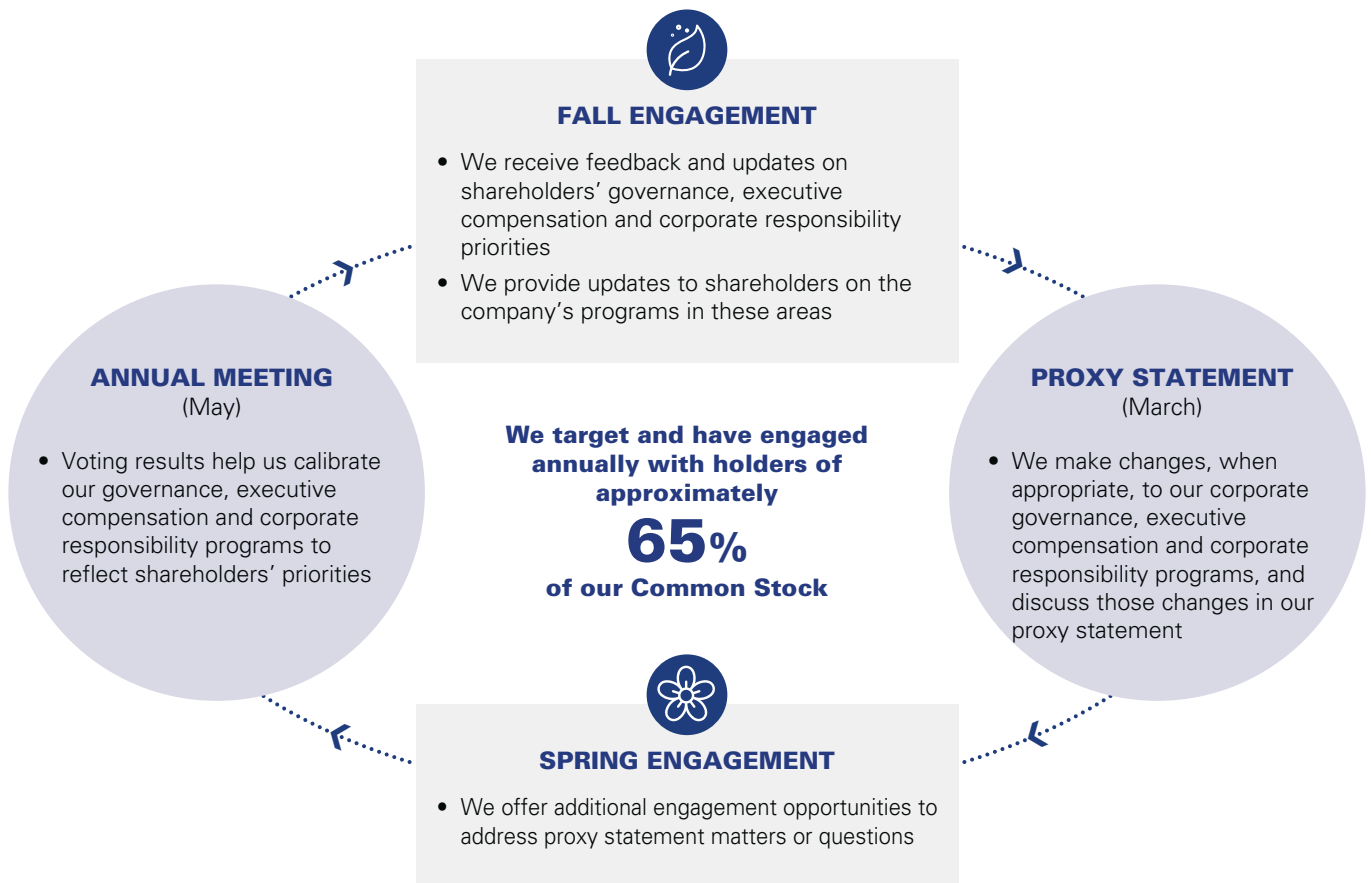 FALL ENGAGEMENT
• We receive feedback and updates on
shareholders’ governance, executive
compensation and corporate responsibility
priorities
• We provide updates to shareholders on the
company’s programs in these areas
ANNUAL MEETING
(May)
• Voting results help us calibrate
our governance, executive
compensation and corporate
responsibility programs to
reflect shareholders’ priorities
We target and have engaged
annually with holders of
approximately
65%
of our Common Stock
PROXY STATEMENT
(March)
• We make changes, when
appropriate, to our corporate
governance, executive
compensation and corporate
responsibility programs, and
discuss those changes in our
proxy statement
SPRING ENGAGEMENT
• We offer additional engagement opportunities to
address proxy statement matters or questions